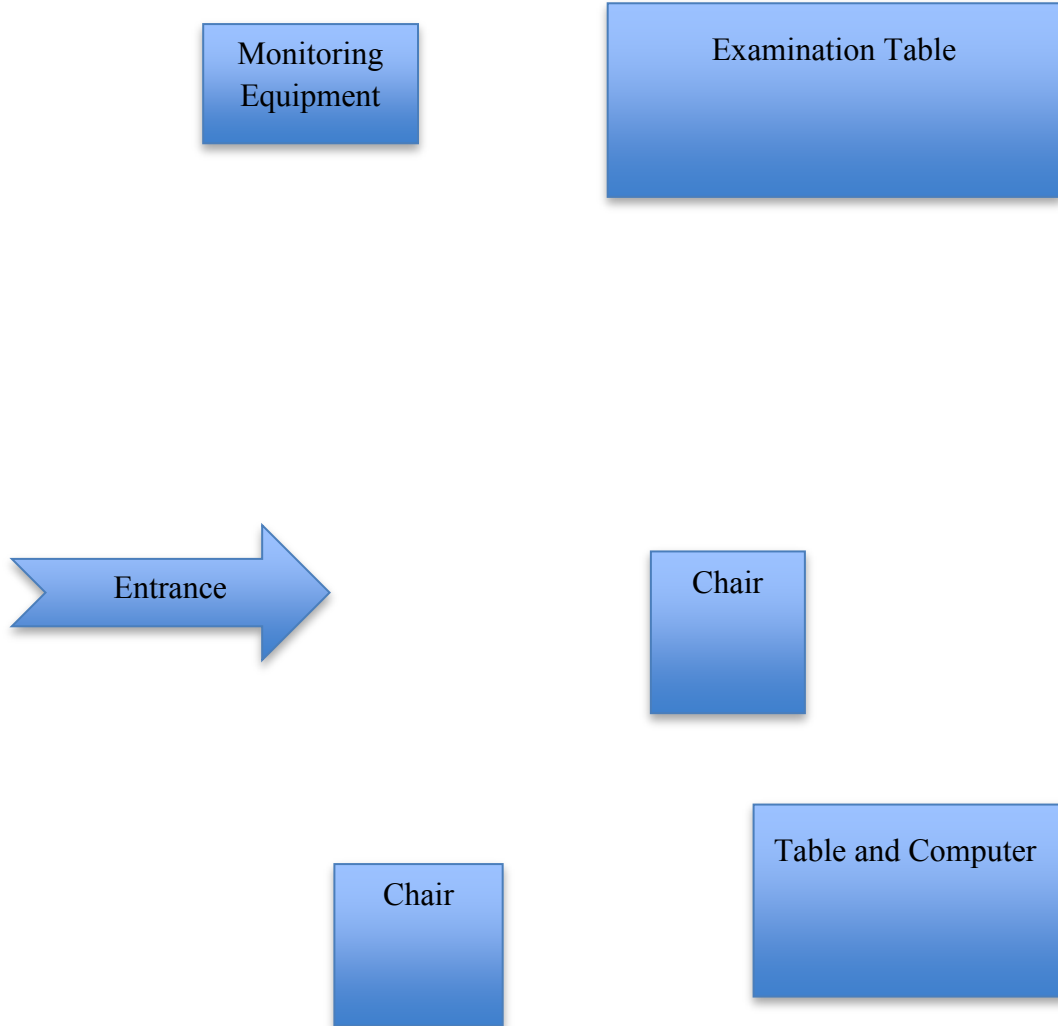 Monitoring
Equipment
Examination Table
Entrance
Chair
Table and Computer
Chair